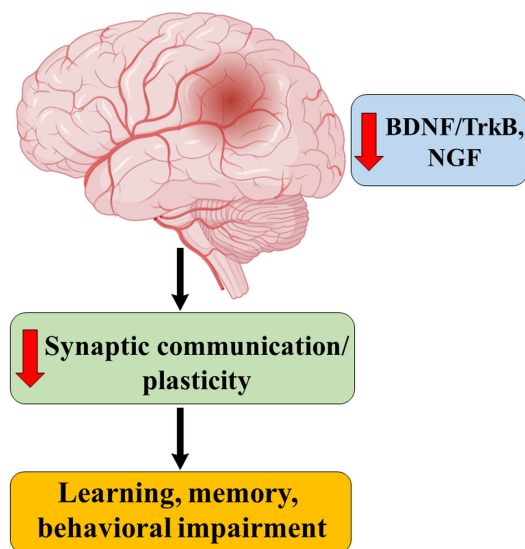 BDNF/TrkB,
NGF
Synaptic communication/
plasticity
Learning, memory,
behavioral impairment